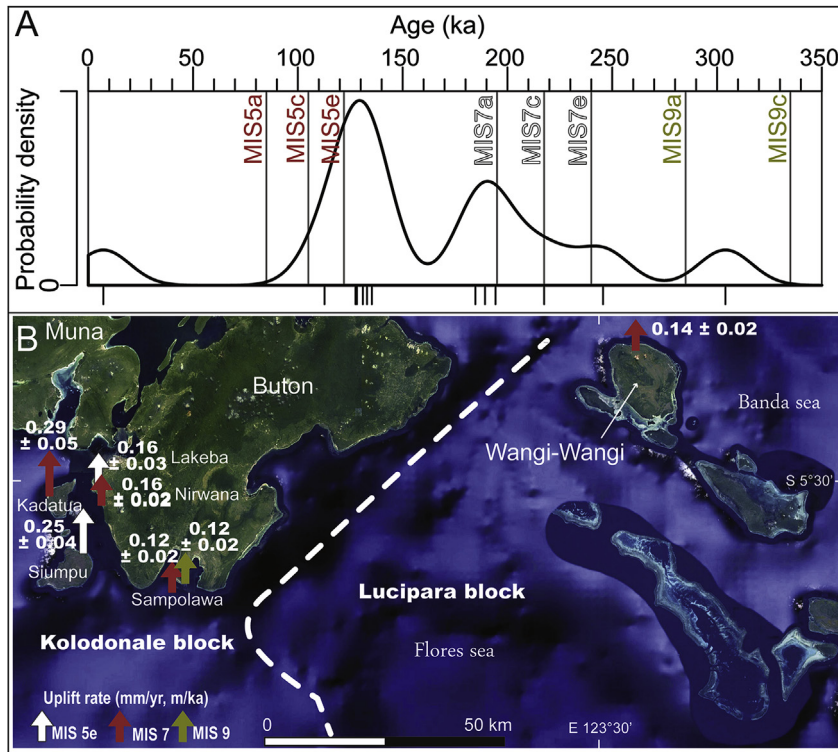 A
Age (ka)
0 50 100 150 200 250 300 350
Probability density
0
MIS5a
MIS5c
MIS5e
MIS7a
MIS7c
MIS7e
MIS9a
MIS9c
B
Muna
Buton
0.14 ± 0.02
Banda sea
Wangi-Wangi
0.29
± 0.05
0.16
± 0.03
Lakeba
0.16
± 0.02
Nirwana
S 5°30'
Kadatua
0.25
± 0.04
0.12
± 0.02
0.12
± 0.02
Siumpu
Sampolawa
Lucipara block
Kolodonale block
Flores sea
Uplift rate (mm/yr, m/ka)
MIS 5e MIS 7 MIS 9
0 50 km
E 123°30'